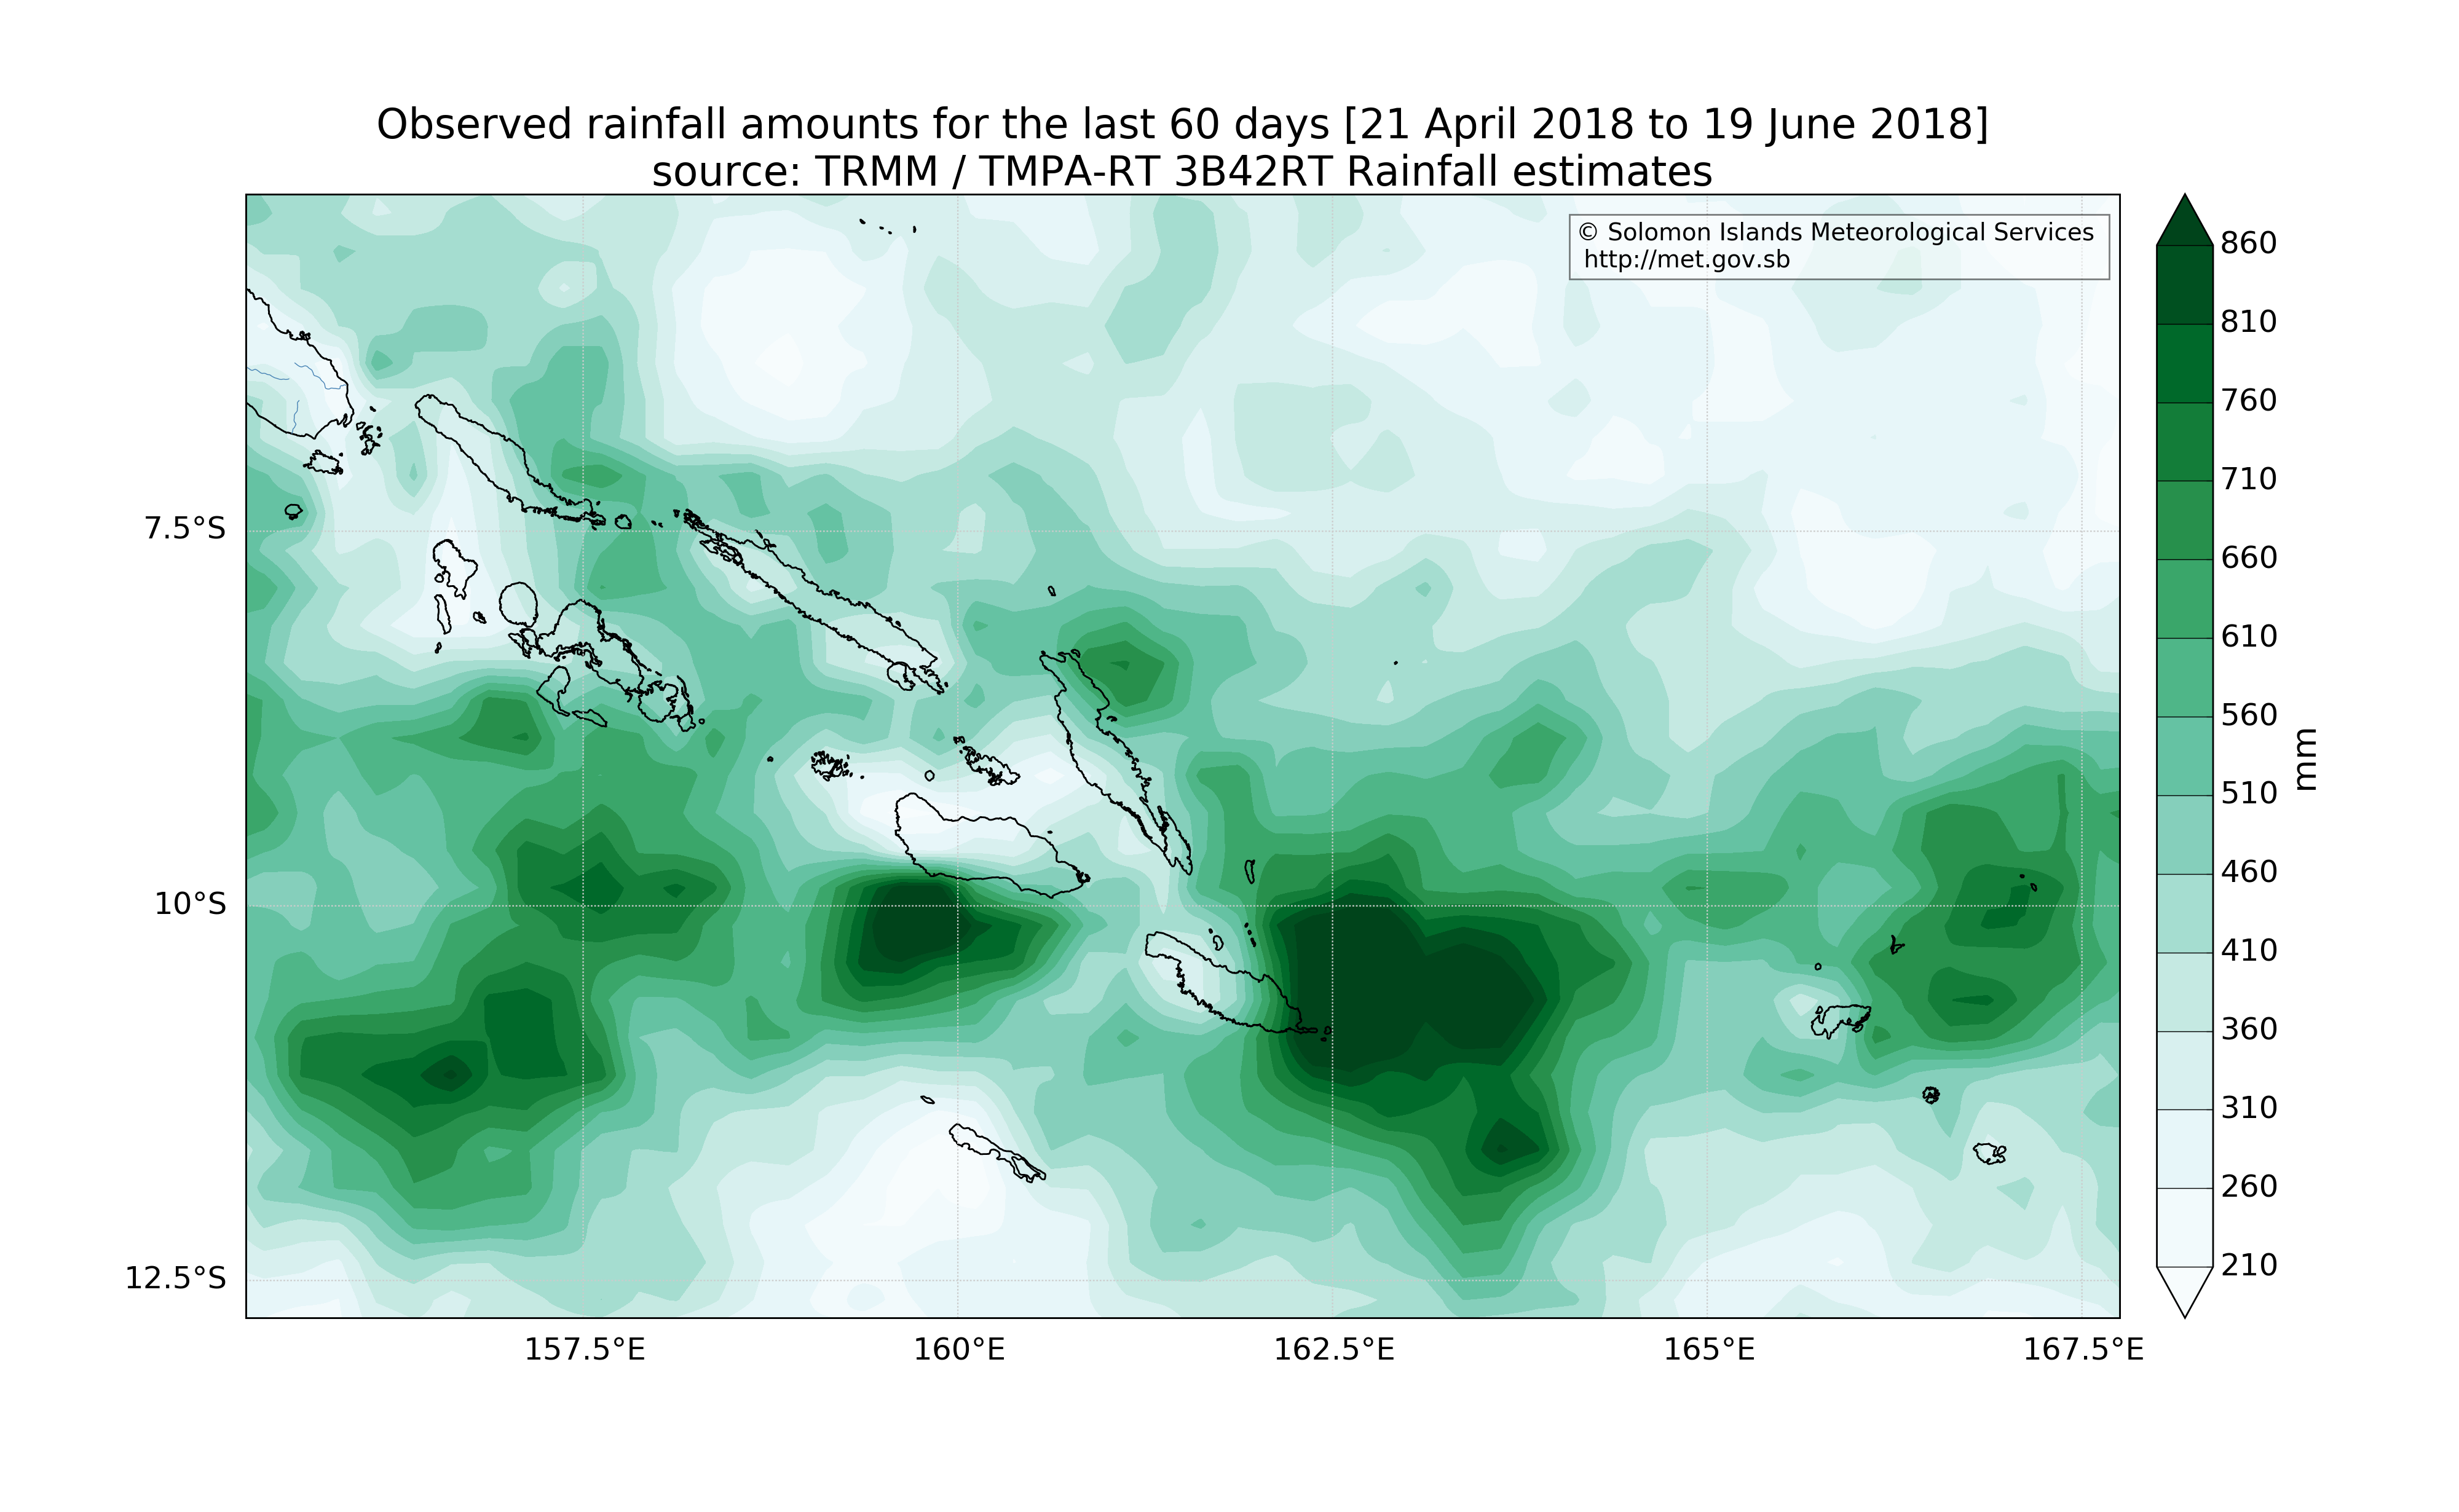 Observed rainfall amounts for the last 60 days [21 April 2018 to 19 June 2018]
source: TRMM / TMPA-RT 3B42RT Rainfall estimates
© Solomon Islands Meteorological Services
http://met.gov.sb
7.5°S
10°S
12.5°S
157.5°E
160°E
162.5°E
165°E
167.5°E
860
810
760
710
660
610
560
510
460
410
360
310
260
210
mm